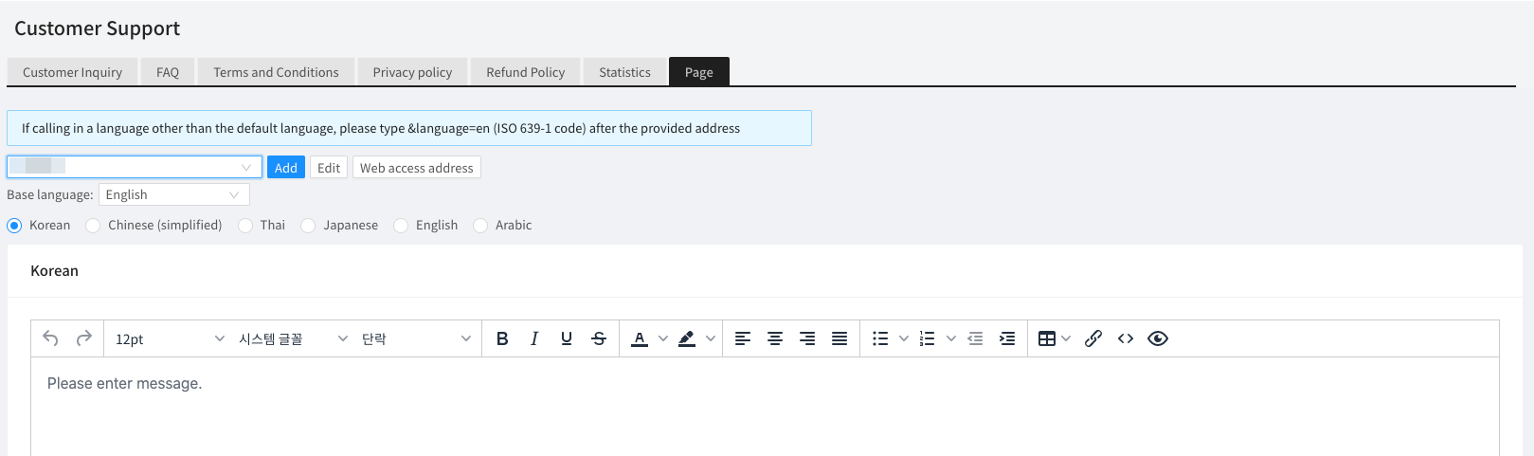 Customer Support
Customer Inquiry FAQ Terms and Conditions Privacy policy Refund Policy Statistics Page
If calling in a language other than the default language, please type &language=en (ISO 639-1 code) after the provided address
Add Edit Web access address
Base language: English
Korean Chinese (simplified) Thai Japanese English Arabic
Korean
12pt 시스템 글꼴 단락 B I U S A
Please enter message.